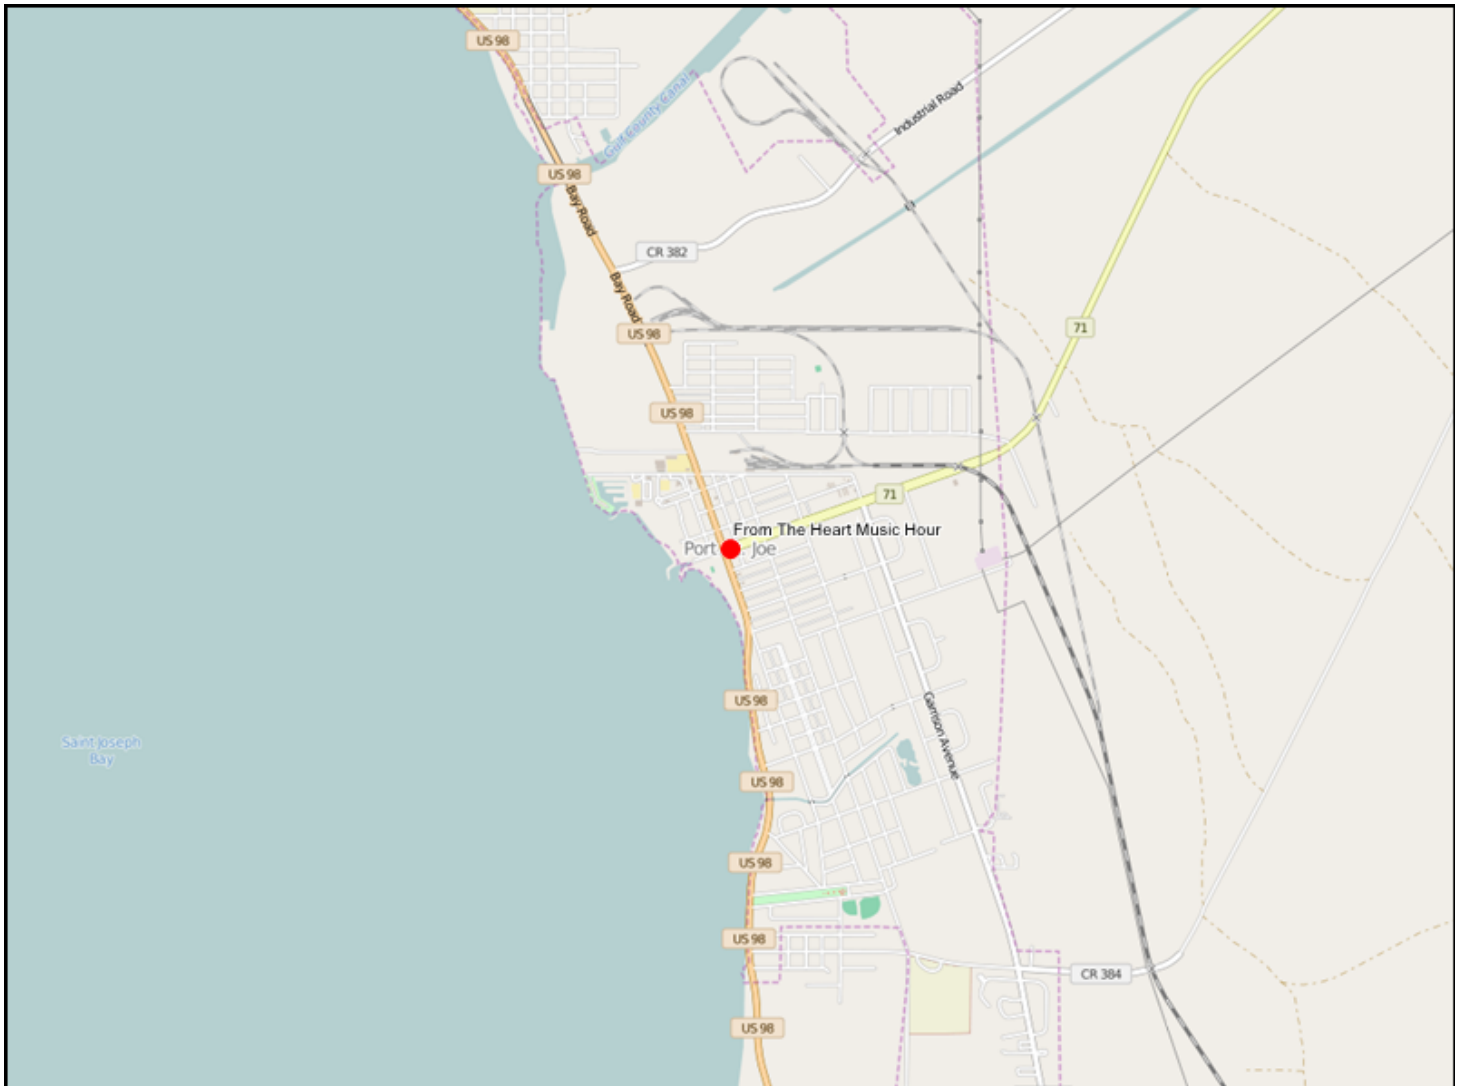 US 98
Gulf County Canal
Industrial Road
US 98
Bay Road
CR 382
Bay Road
71
US 98
US 98
71
From The Heart Music Hour
Port
Joe
US 98
Garrison Avenue
Saint Joseph
Bay
US 98
US 98
US 98
CR 384
US 98